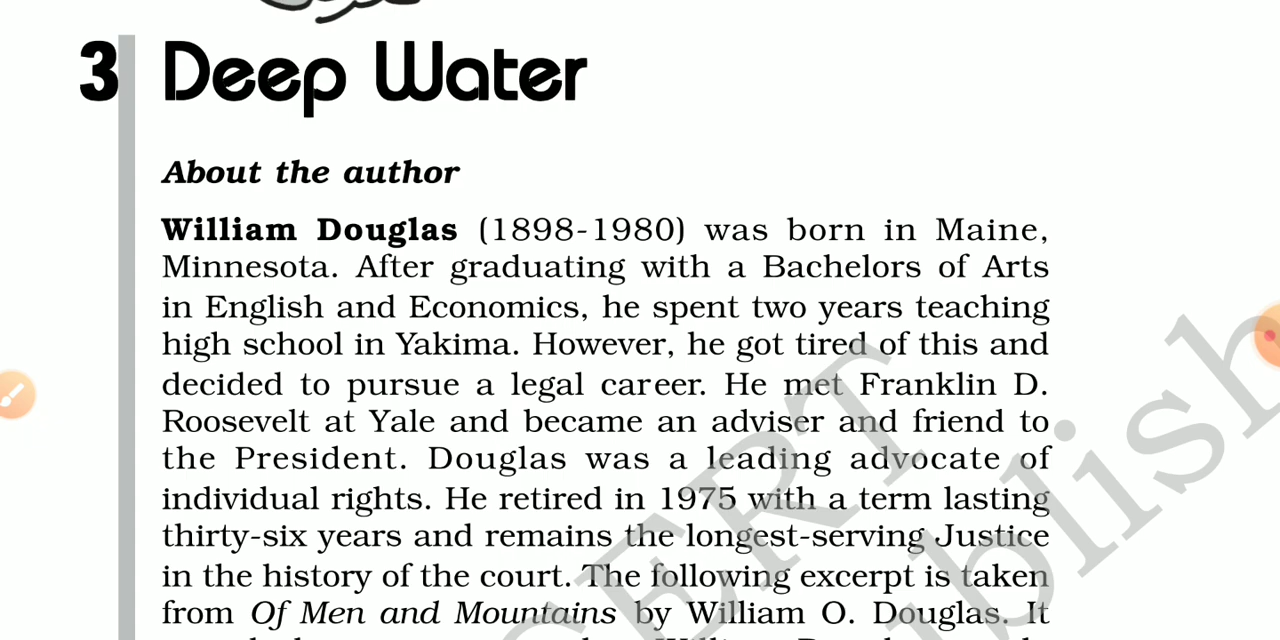 3 Deep Water
About the author
William Douglas (1898-1980) was born in Maine,
Minnesota. After graduating with a Bachelors of Arts
in English and Economics, he spent two years teaching
high school in Yakima. However, he got tired of this and
decided to pursue a legal career. He met Franklin D.
Roosevelt at Yale and became an adviser and friend to
the President. Douglas was a leading advocate of
individual rights. He retired in 1975 with a term lasting
thirty-six years and remains the longest-serving Justice
in the history of the court. The following excerpt is taken
from Of Men and Mountains by William O. Douglas. It